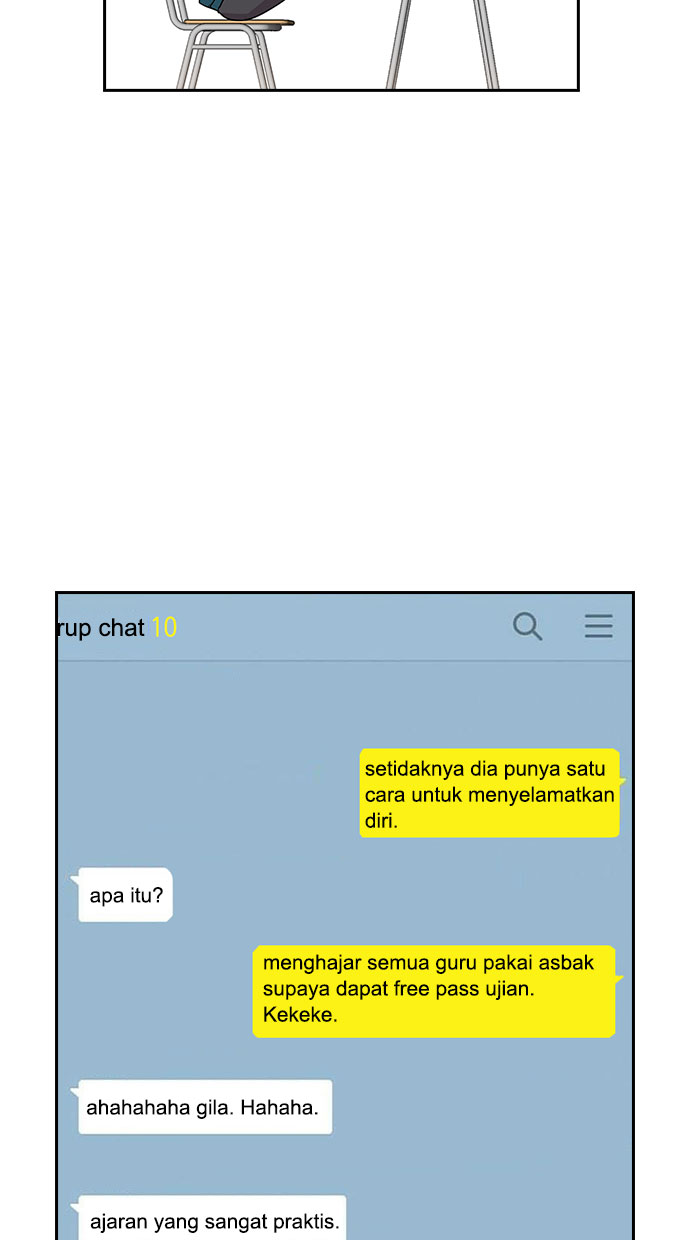 rup chat 10
setidaknya dia punya satu
cara untuk menyelamatkan
diri.
apa itu?
menghajar semua guru pakai asbak
supaya dapat free pass ujian.
Kekeke.
ahahahaha gila. Hahaha.
ajaran yang sangat praktis.